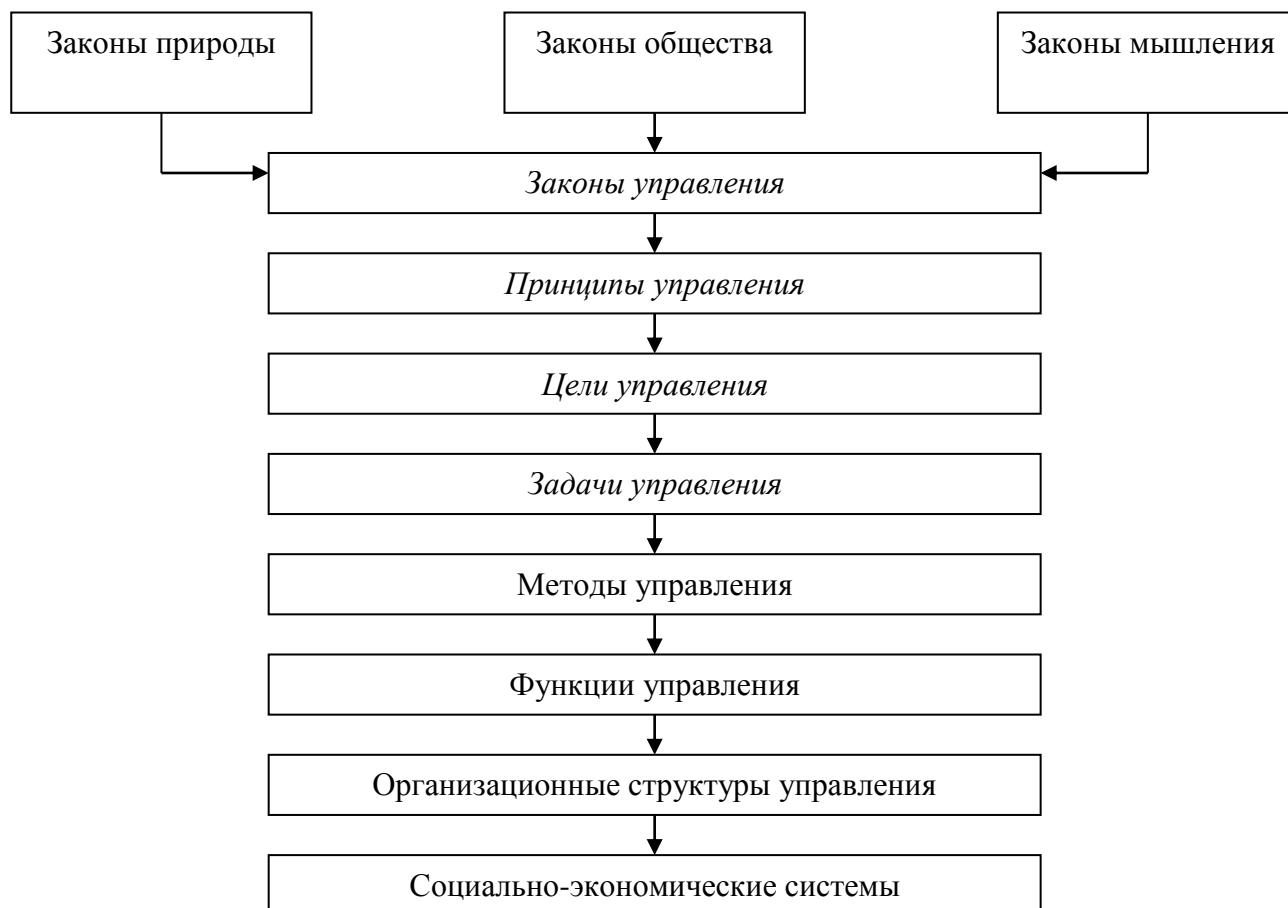 Законы природы
Законы общества
Законы мышления
Законы управления
Принципы управления
Цели управления
Задачи управления
Методы управления
Функции управления
Организационные структуры управления
Социально-экономические системы